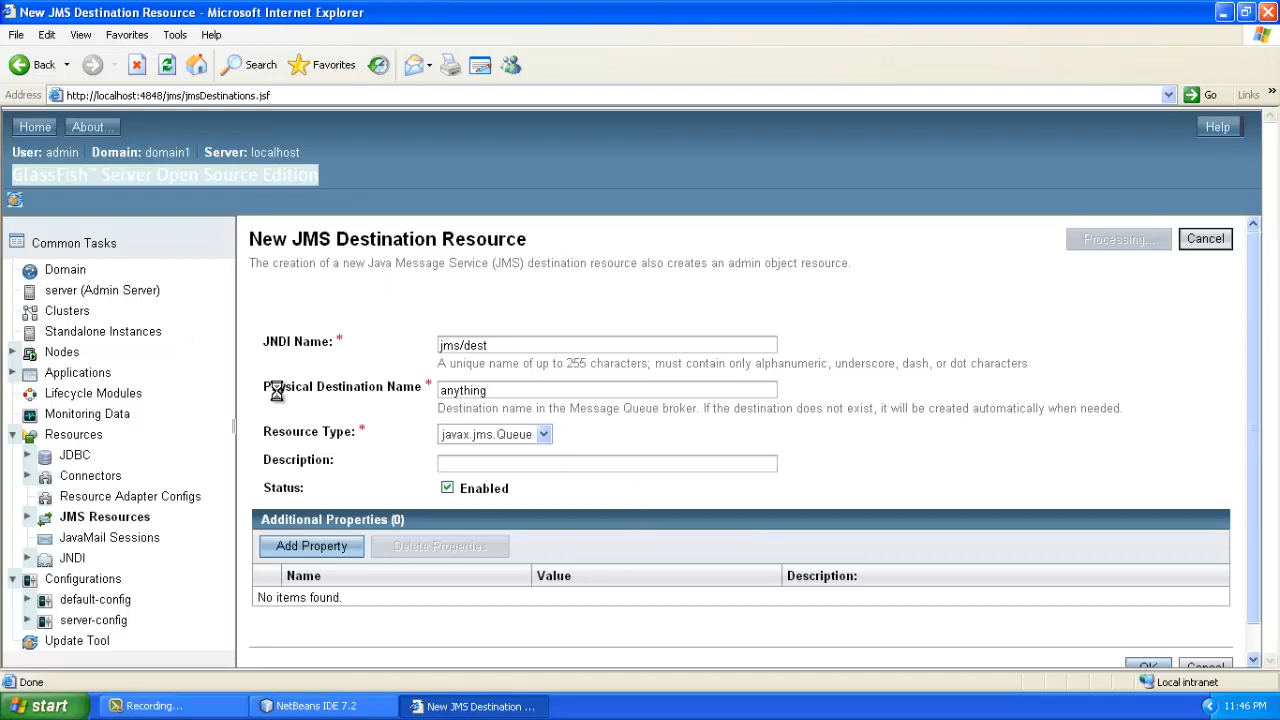 New JMS Destination Resource - Microsoft Internet Explorer
File Edit View Favorites Tools Help
Back Search Favorites
Address http://localhost:4848/jms/jmsDestinations.jsf Go Links »
Home About... Help
User: admin Domain: domain1 Server: localhost
GlassFish™ Server Open Source Edition
Common Tasks
Domain
server (Admin Server)
Clusters
Standalone Instances
Nodes
Applications
Lifecycle Modules
Monitoring Data
Resources
JDBC
Connectors
Resource Adapter Configs
JMS Resources
JavaMail Sessions
JNDI
Configurations
default-config
server-config
Update Tool
New JMS Destination Resource Processing... Cancel
The creation of a new Java Message Service (JMS) destination resource also creates an admin object resource.
JNDI Name: * jms/dest
A unique name of up to 255 characters; must contain only alphanumeric, underscore, dash, or dot characters
Physical Destination Name * anything
Destination name in the Message Queue broker. If the destination does not exist, it will be created automatically when needed.
Resource Type: * javax.jms.Queue
Description:
Status: Enabled
Additional Properties (0)
Add Property Delete Properties
Name Value Description:
No items found.
OK Cancel
Done Local intranet
start Recording... NetBeans IDE 7.2 New JMS Destination ... 11:46 PM